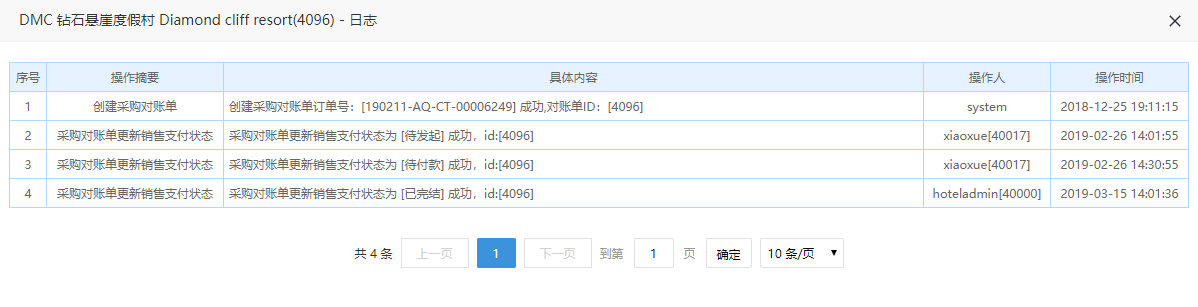 DMC 钻石悬崖度假村 Diamond cliff resort(4096) - 日志
序号 操作摘要 具体内容 操作人 操作时间
1 创建采购对账单 创建采购对账单订单号：[190211-AQ-CT-00006249] 成功,对账单ID：[4096] system 2018-12-25 19:11:15
2 采购对账单更新销售支付状态 采购对账单更新销售支付状态为 [待发起] 成功，id:[4096] xiaoxue[40017] 2019-02-26 14:01:55
3 采购对账单更新销售支付状态 采购对账单更新销售支付状态为 [待付款] 成功，id:[4096] xiaoxue[40017] 2019-02-26 14:30:55
4 采购对账单更新销售支付状态 采购对账单更新销售支付状态为 [已完结] 成功，id:[4096] hoteladmin[40000] 2019-03-15 14:01:36
共 4 条 上一页 1 下一页 到第 1 页 确定 10 条/页